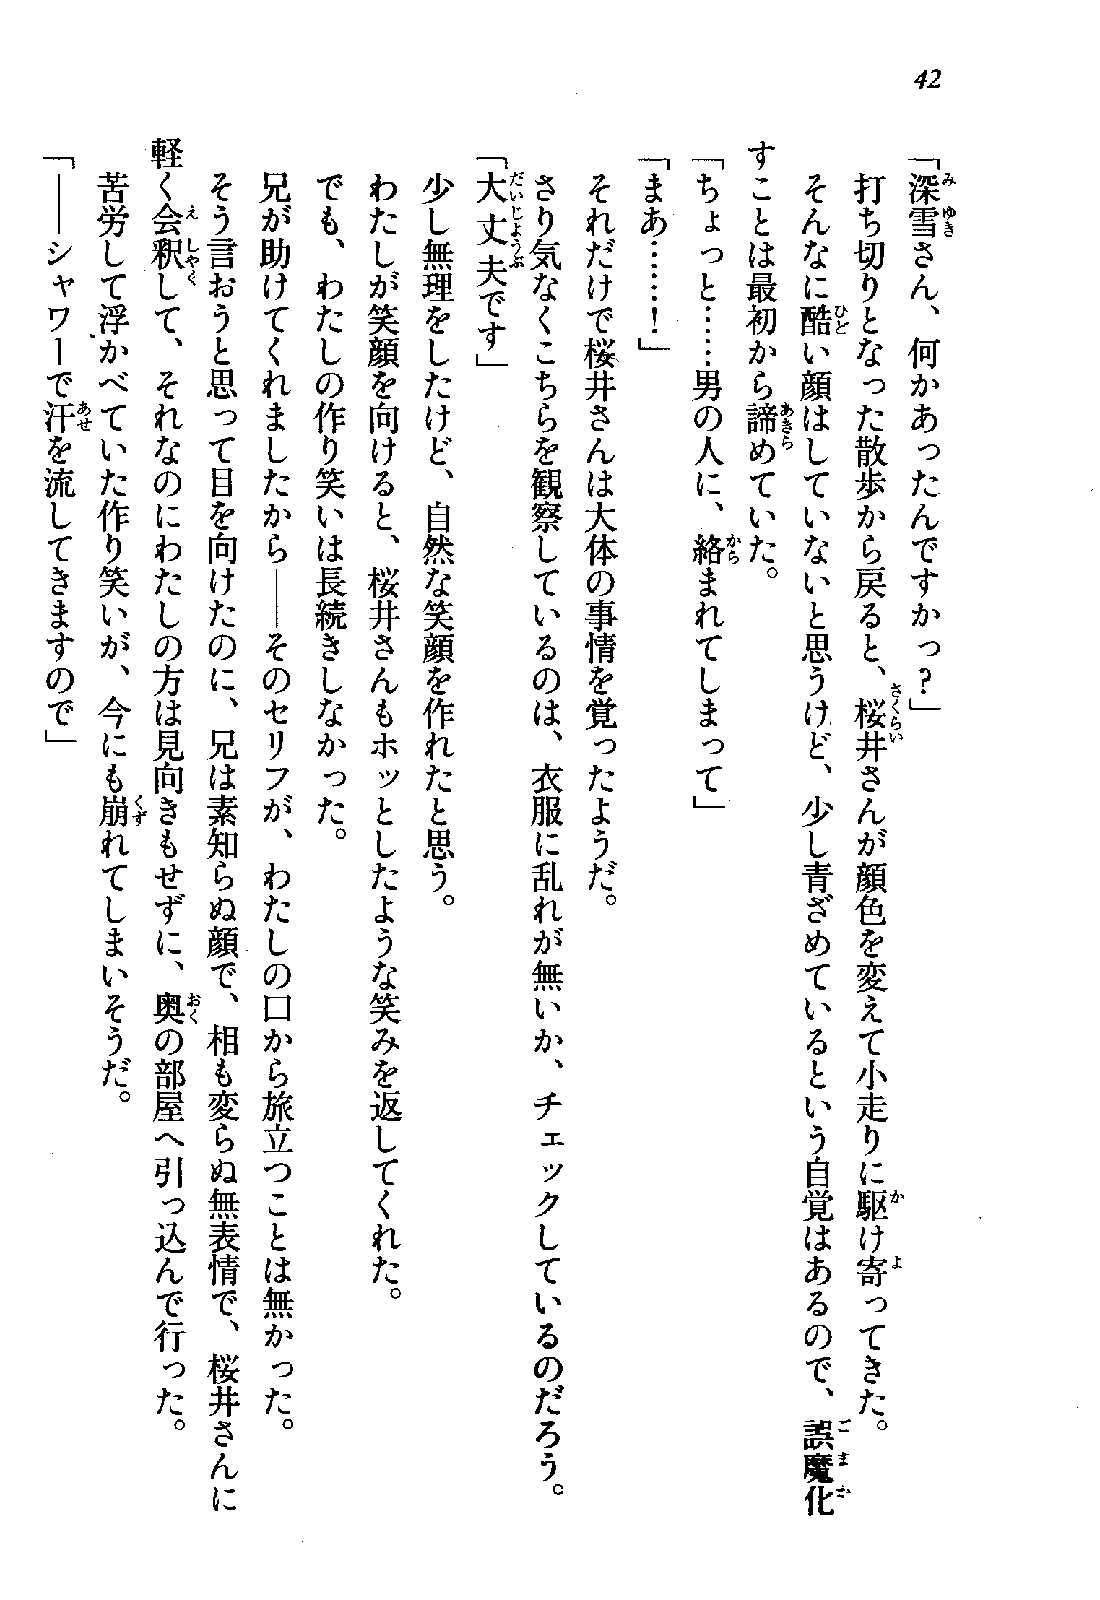 42
「深雪さん、何かあったんですかっ?」
打ち切りとなった散歩から戻ると、桜井さんが顔色を変えて小走りに駆け寄ってきた。
そんなに酷い顔はしていないと思うけど、少し青ざめているという自覚はあるので、誤魔化
すことは最初から諦めていた。
「ちょっと……男の人に、絡まれてしまって」
「まあ……!」
それだけで桜井さんは大体の事情を覚ったようだ。
さり気なくこちらを観察しているのは、衣服に乱れが無いか、チェックしているのだろう。
「大丈夫です」
少し無理をしたけど、自然な笑顔を作れたと思う。
わたしが笑顔を向けると、桜井さんもホッとしたような笑みを返してくれた。
でも、わたしの作り笑いは長続きしなかった。
兄が助けてくれましたから――そのセリフが、わたしの口から旅立つことは無かった。
そう言おうと思って目を向けたのに、兄は素知らぬ顔で、相も変らぬ無表情で、桜井さんに
軽く会釈して、それなのにわたしの方は見向きもせずに、奥の部屋へ引っ込んで行った。
苦労して浮かべていた作り笑いが、今にも崩れてしまいそうだ。
「――シャワーで汗を流してきますので」